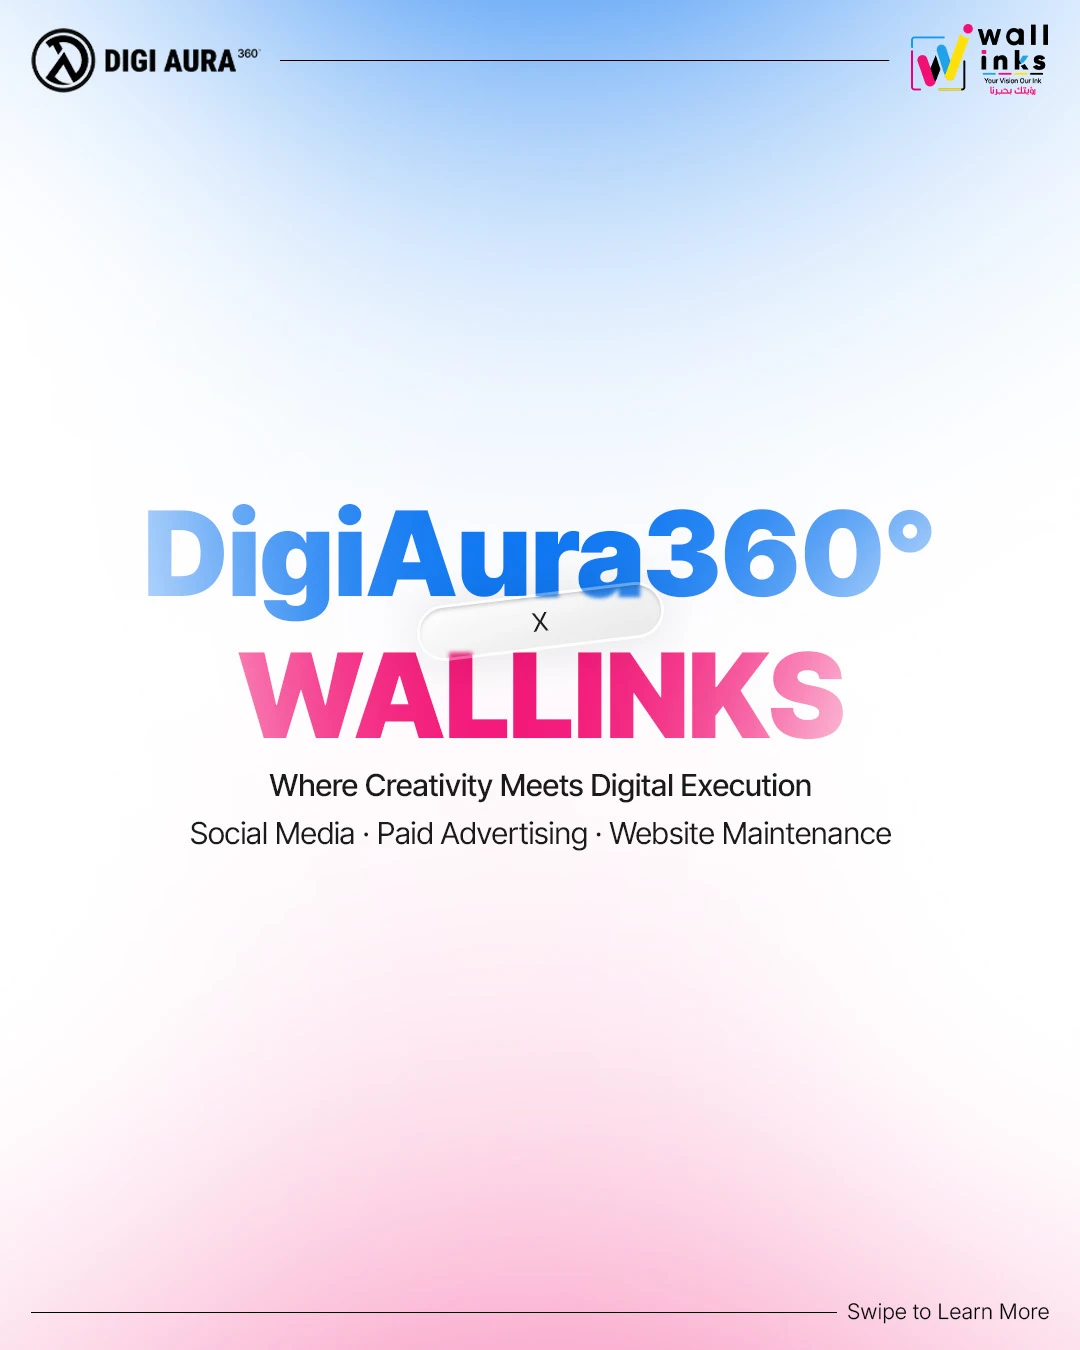 DIGI AURA 360°
wall
inks
Your Vision Our Ink
رؤيتك بحبرنا
DigiAura360°
X
WALLINKS
Where Creativity Meets Digital Execution
Social Media · Paid Advertising · Website Maintenance
Swipe to Learn More